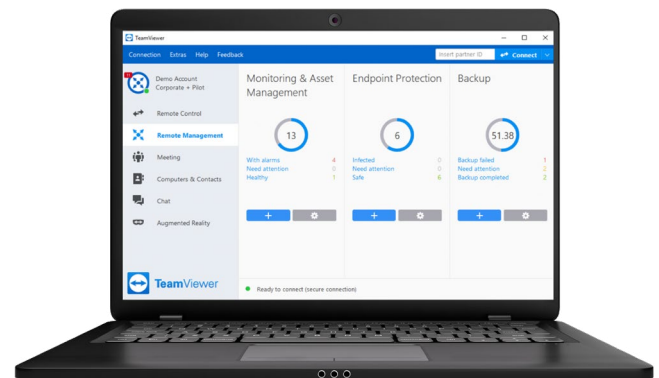 TeamViewer
Connection Extras Help Feedback
Insert partner ID
Connect
11
Demo Account
Corporate + Pilot
Remote Control
Remote Management
Meeting
Computers & Contacts
Chat
Augmented Reality
TeamViewer
Monitoring & Asset
Management
13
With alarms 4
Need attention 0
Healthy 1
Endpoint Protection
6
Infected 0
Need attention 0
Safe 6
Backup
51.38
Backup failed 1
Need attention 2
Backup completed 2
Ready to connect (secure connection)